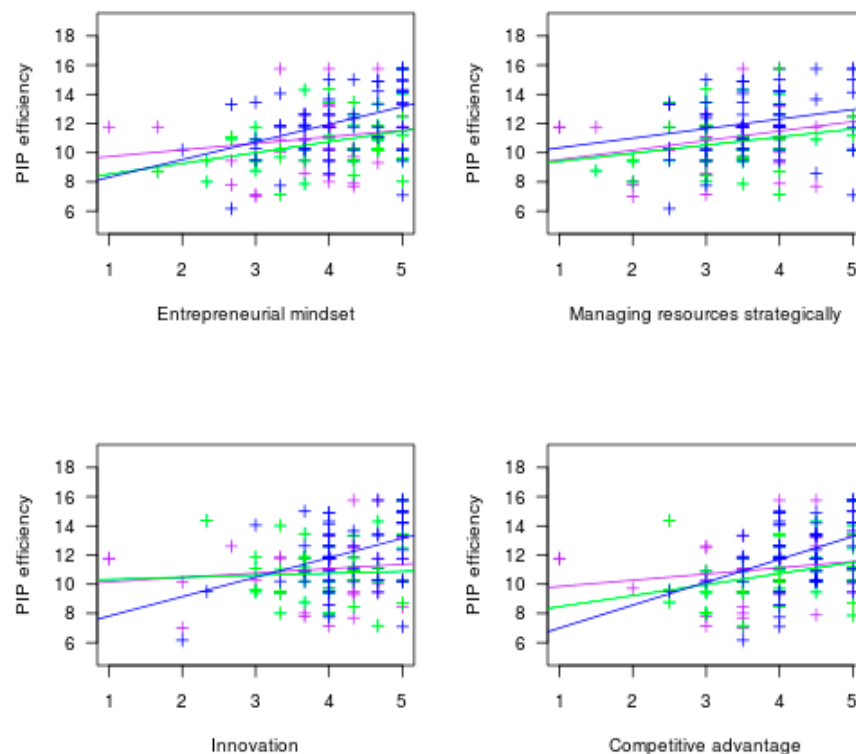 18
16
14
12
10
8
6
PIP efficiency
1 2 3 4 5
Entrepreneurial mindset
18
16
14
12
10
8
6
PIP efficiency
1 2 3 4 5
Managing resources strategically
18
16
14
12
10
8
6
PIP efficiency
1 2 3 4 5
Innovation
18
16
14
12
10
8
6
PIP efficiency
1 2 3 4 5
Competitive advantage